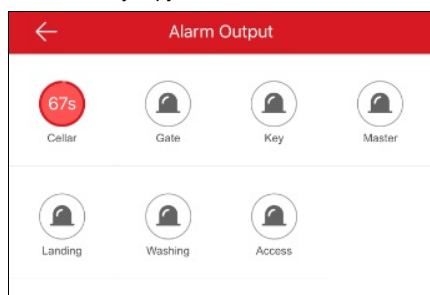 Alarm Output
67s
Cellar Gate Key Master
Landing Washing Access